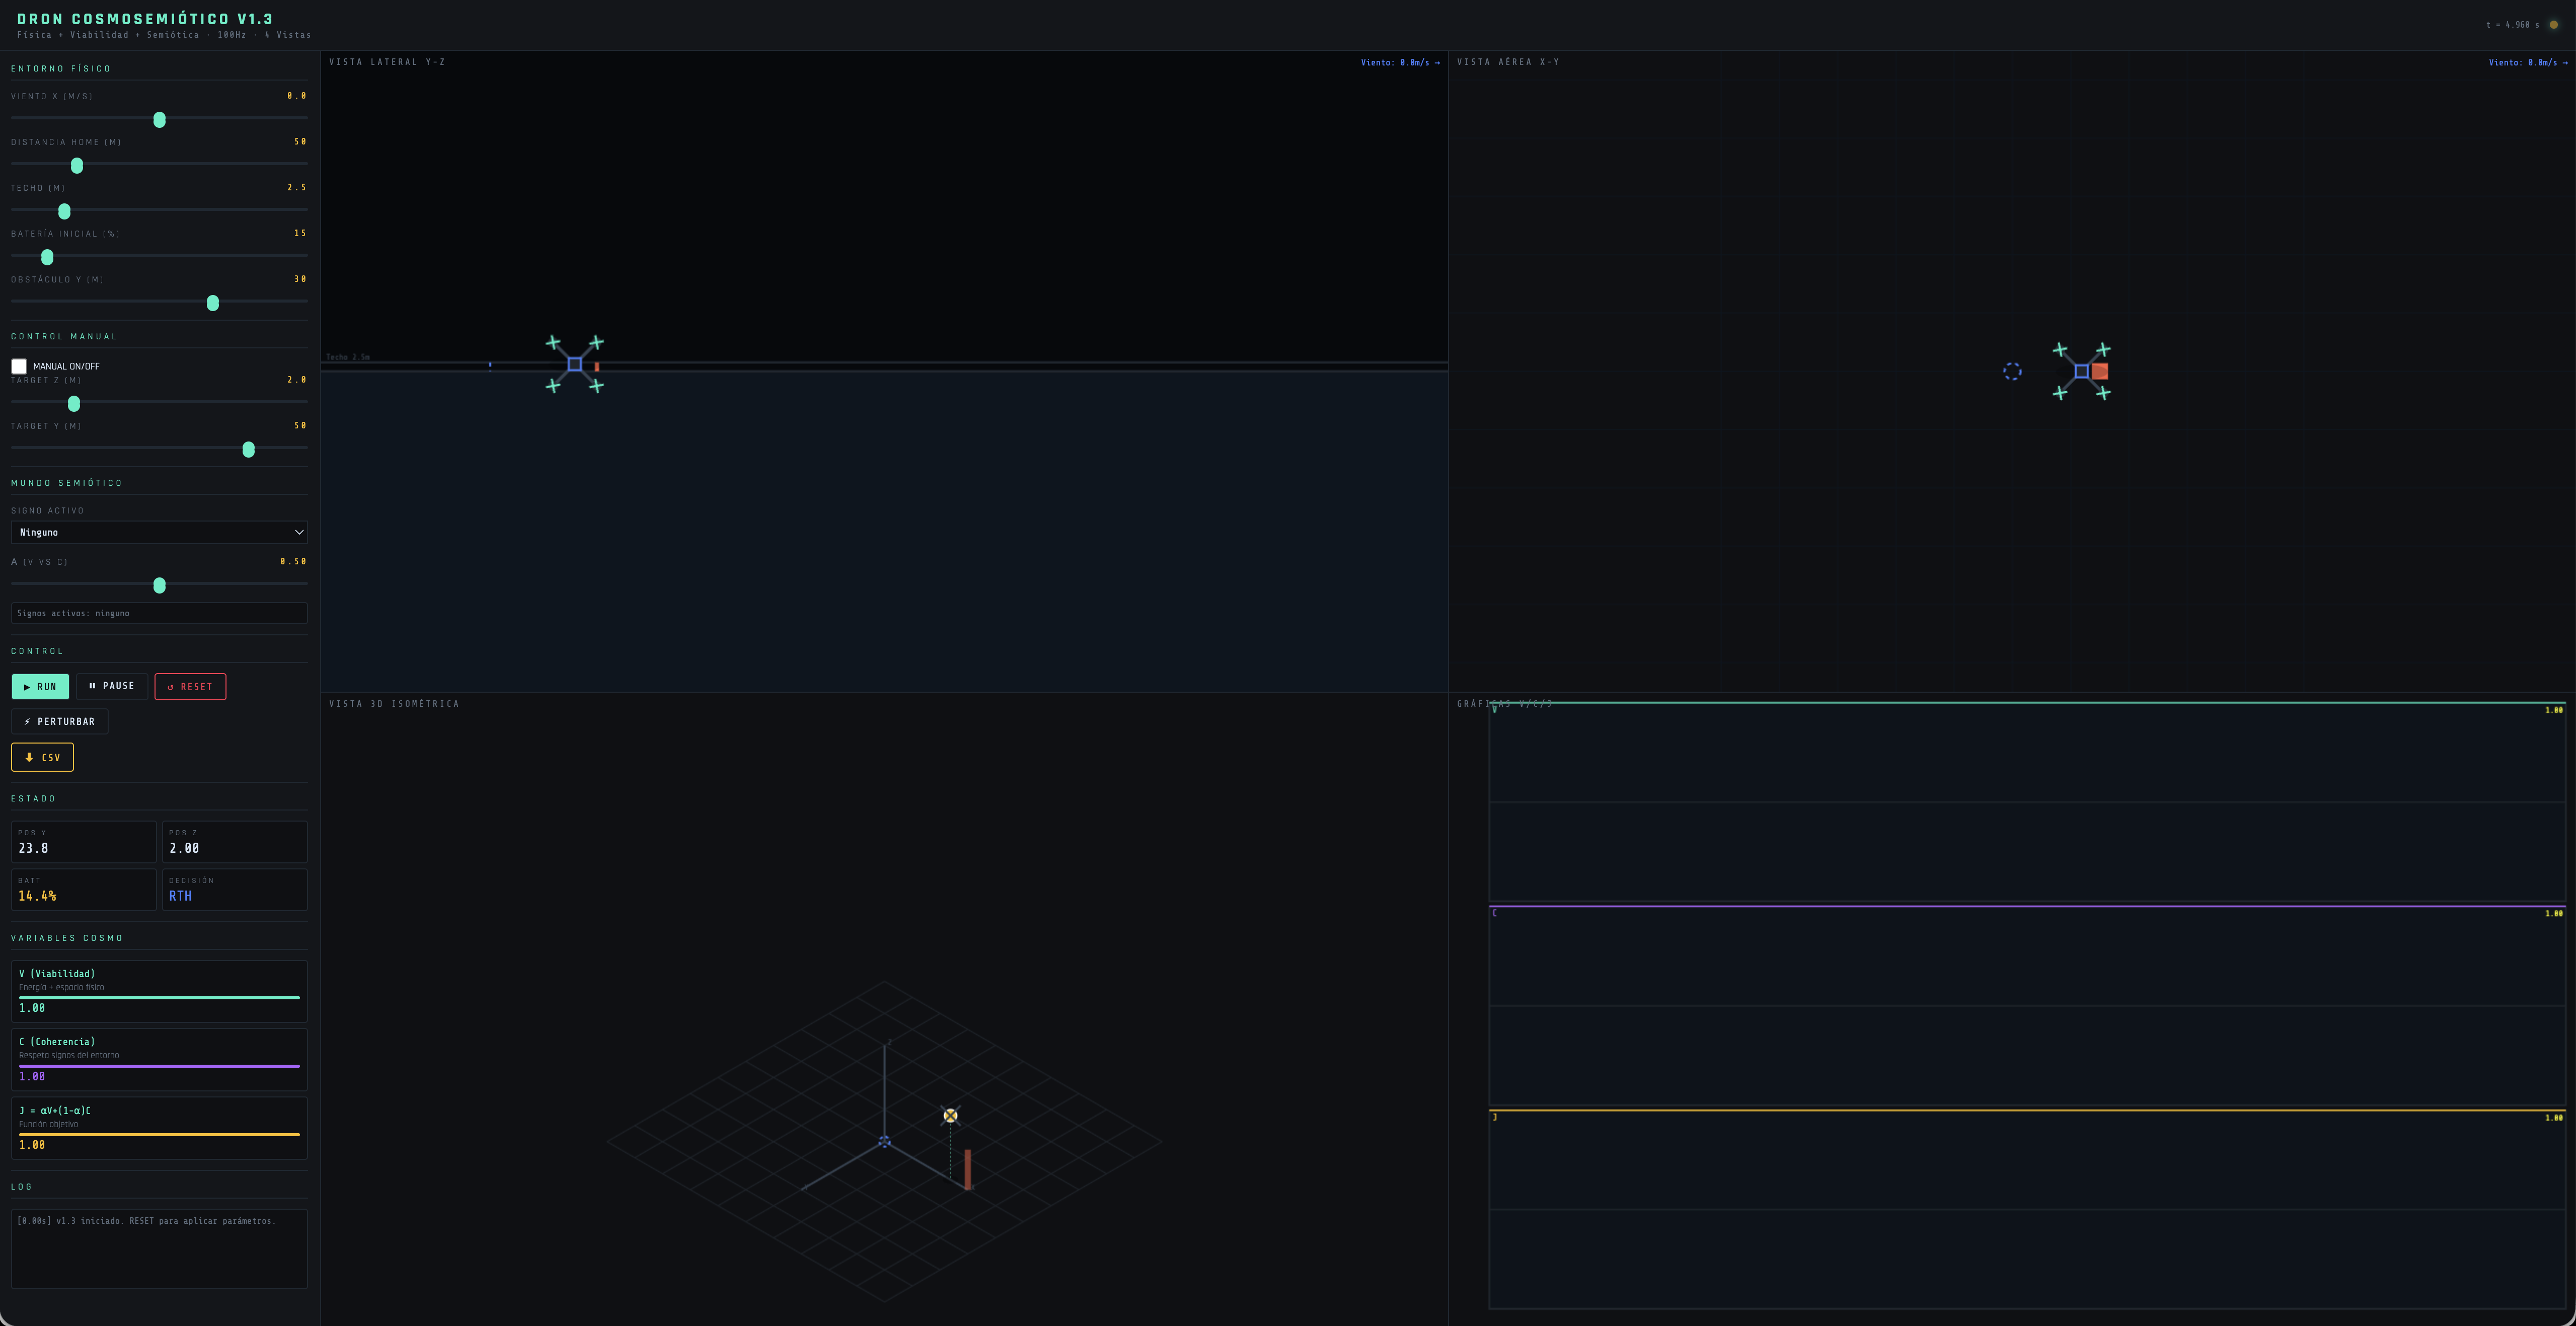 DRON COSMOSEMIÓTICO V1.3
Física + Viabilidad + Semiótica · 100Hz · 4 Vistas
t = 4.960 s
ENTORNO FÍSICO
VIENTO X (M/S) 0.0
DISTANCIA HOME (M) 50
TECHO (M) 2.5
BATERÍA INICIAL (%) 15
OBSTÁCULO Y (M) 30
CONTROL MANUAL
MANUAL ON/OFF
TARGET Z (M) 2.0
TARGET Y (M) 50
MUNDO SEMIÓTICO
SIGNO ACTIVO
Ninguno
Α (V VS C) 0.50
Signos activos: ninguno
CONTROL
▶ RUN
⏸ PAUSE
↺ RESET
⚡ PERTURBAR
⬇ CSV
ESTADO
POS Y
23.8
POS Z
2.00
BATT
14.4%
DECISIÓN
RTH
VARIABLES COSMO
V (Viabilidad)
Energía + espacio físico
1.00
C (Coherencia)
Respeto signos del entorno
1.00
J = αV+(1-α)C
Función objetivo
1.00
LOG
[0.00s] v1.3 iniciado. RESET para aplicar parámetros.
VISTA LATERAL Y-Z
Viento: 0.0m/s →
Techo 2.5m
VISTA AÉREA X-Y
Viento: 0.0m/s →
VISTA 3D ISOMÉTRICA
Z
GRÁFICAS V/C/J
V 1.00
C 1.00
J 1.00